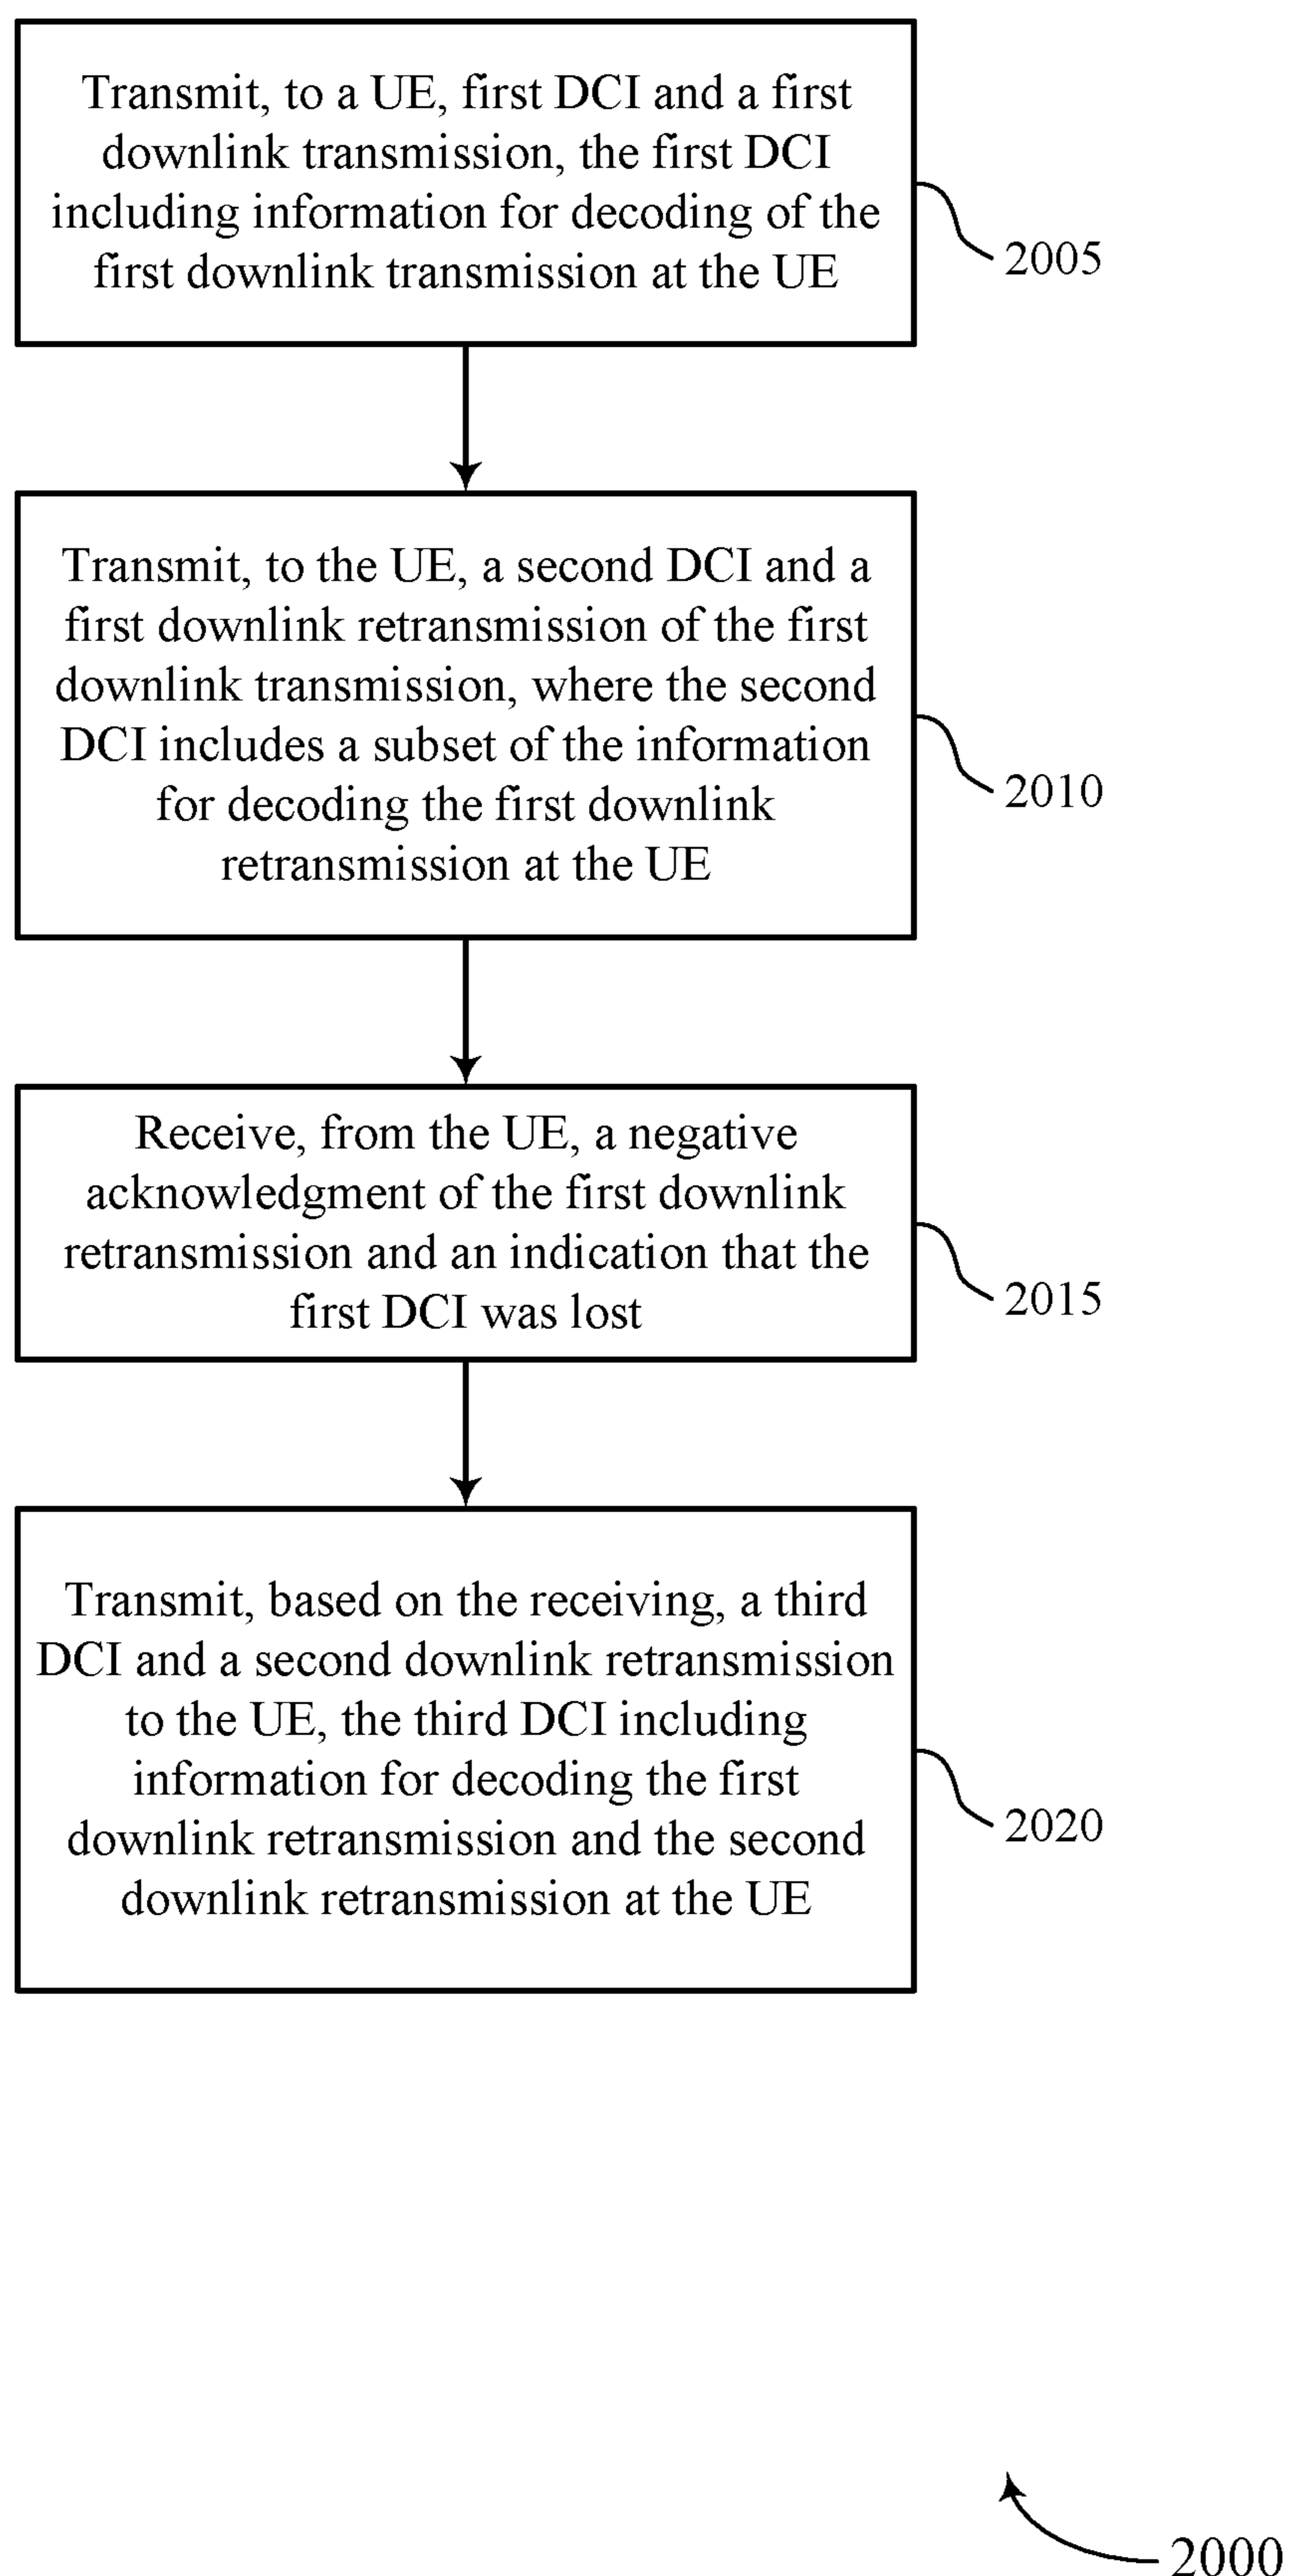 Transmit, to a UE, first DCI and a first
downlink transmission, the first DCI
including information for decoding of the
first downlink transmission at the UE
2005
Transmit, to the UE, a second DCI and a
first downlink retransmission of the first
downlink transmission, where the second
DCI includes a subset of the information
for decoding the first downlink
retransmission at the UE
2010
Receive, from the UE, a negative
acknowledgment of the first downlink
retransmission and an indication that the
first DCI was lost
2015
Transmit, based on the receiving, a third
DCI and a second downlink retransmission
to the UE, the third DCI including
information for decoding the first
downlink retransmission and the second
downlink retransmission at the UE
2020
2000